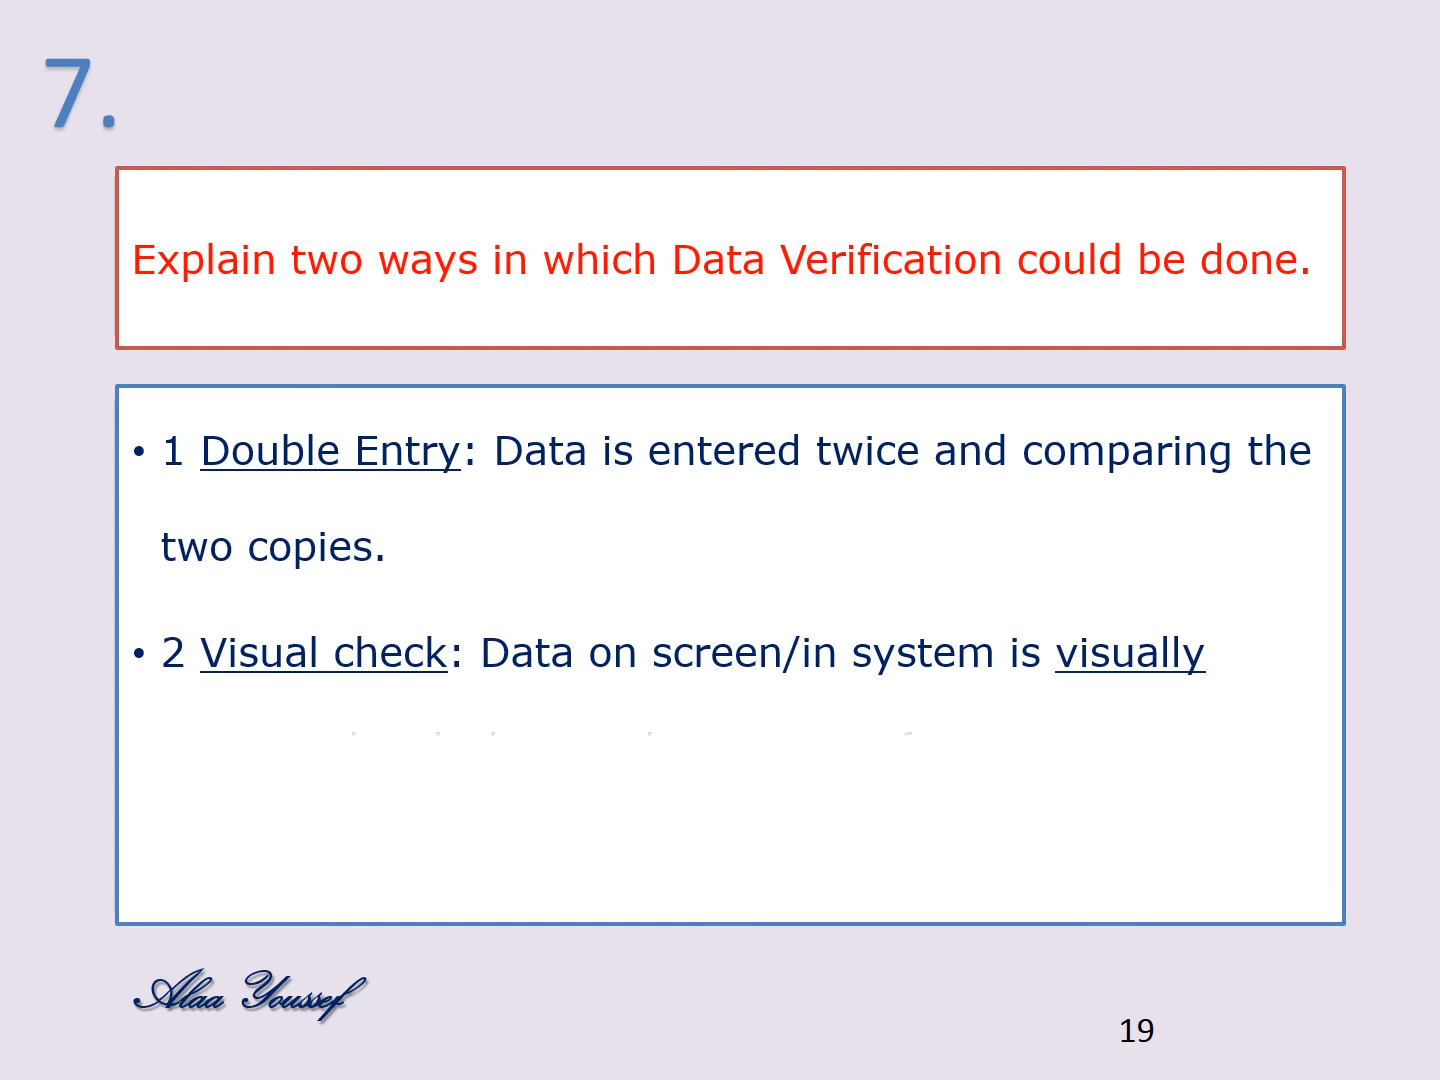 7.
Explain two ways in which Data Verification could be done.
• 1 Double Entry: Data is entered twice and comparing the
two copies.
• 2 Visual check: Data on screen/in system is visually
Alaa Youssef
19